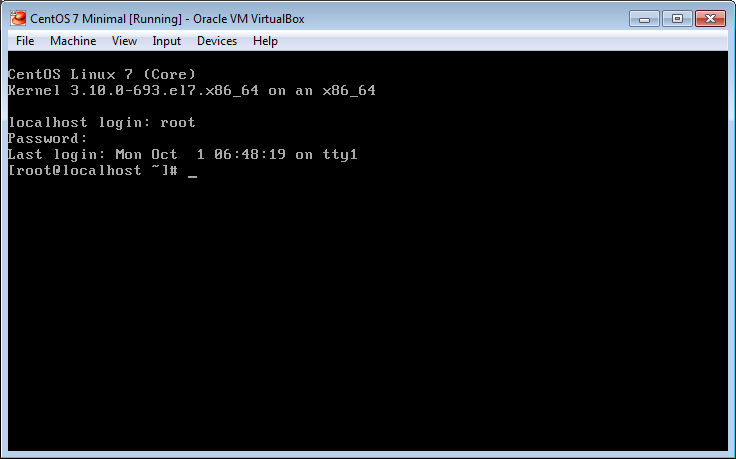 CentOS 7 Minimal [Running] - Oracle VM VirtualBox
File Machine View Input Devices Help
CentOS Linux 7 (Core)
Kernel 3.10.0-693.el7.x86_64 on an x86_64
localhost login: root
Password:
Last login: Mon Oct  1 06:48:19 on tty1
[root@localhost ~]# _